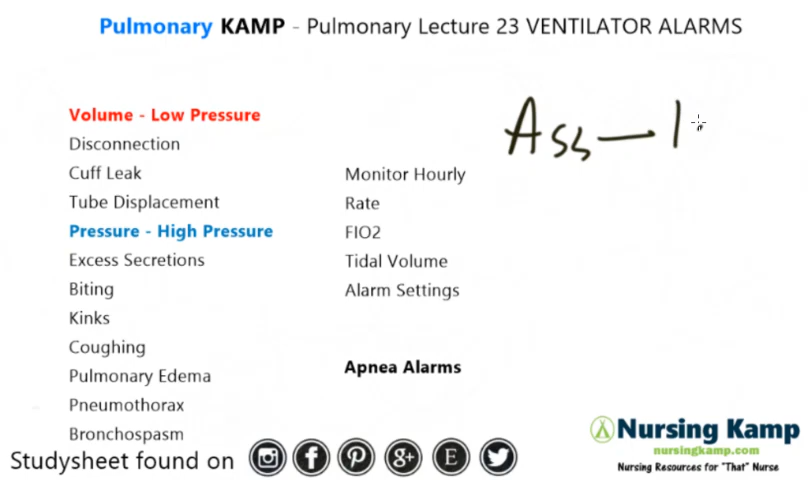 Pulmonary KAMP - Pulmonary Lecture 23 VENTILATOR ALARMS
Volume - Low Pressure
Disconnection
Cuff Leak
Tube Displacement
Pressure - High Pressure
Excess Secretions
Biting
Kinks
Coughing
Pulmonary Edema
Pneumothorax
Bronchospasm
Monitor Hourly
Rate
FIO2
Tidal Volume
Alarm Settings
Apnea Alarms
Ass – 1
Studysheet found on
f
g+
E
Nursing Kamp
nursingkamp.com
Nursing Resources for "That" Nurse